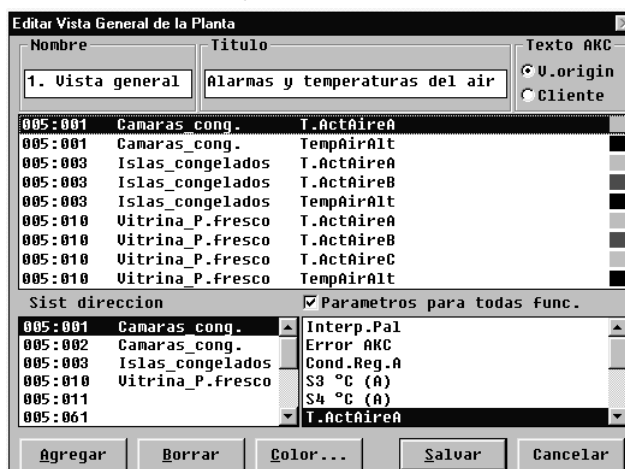 Editar Vista General de la Planta
Nombre Titulo Texto AKC
1. Vista general Alarmas y temperaturas del air V.origin
Cliente
005:001 Camaras_cong. T.ActAireA
005:001 Camaras_cong. TempAirAlt
005:003 Islas_congelados T.ActAireA
005:003 Islas_congelados T.ActAireB
005:003 Islas_congelados TempAirAlt
005:010 Vitrina_P.fresco T.ActAireA
005:010 Vitrina_P.fresco T.ActAireB
005:010 Vitrina_P.fresco T.ActAireC
005:010 Vitrina_P.fresco TempAirAlt
Sist direccion Parametros para todas func.
005:001 Camaras_cong. Interp.Pal
005:002 Camaras_cong. Error AKC
005:003 Islas_congelados Cond.Reg.A
005:010 Vitrina_P.fresco S3 °C (A)
005:011 S4 °C (A)
005:061 T.ActAireA
Agregar Borrar Color... Salvar Cancelar